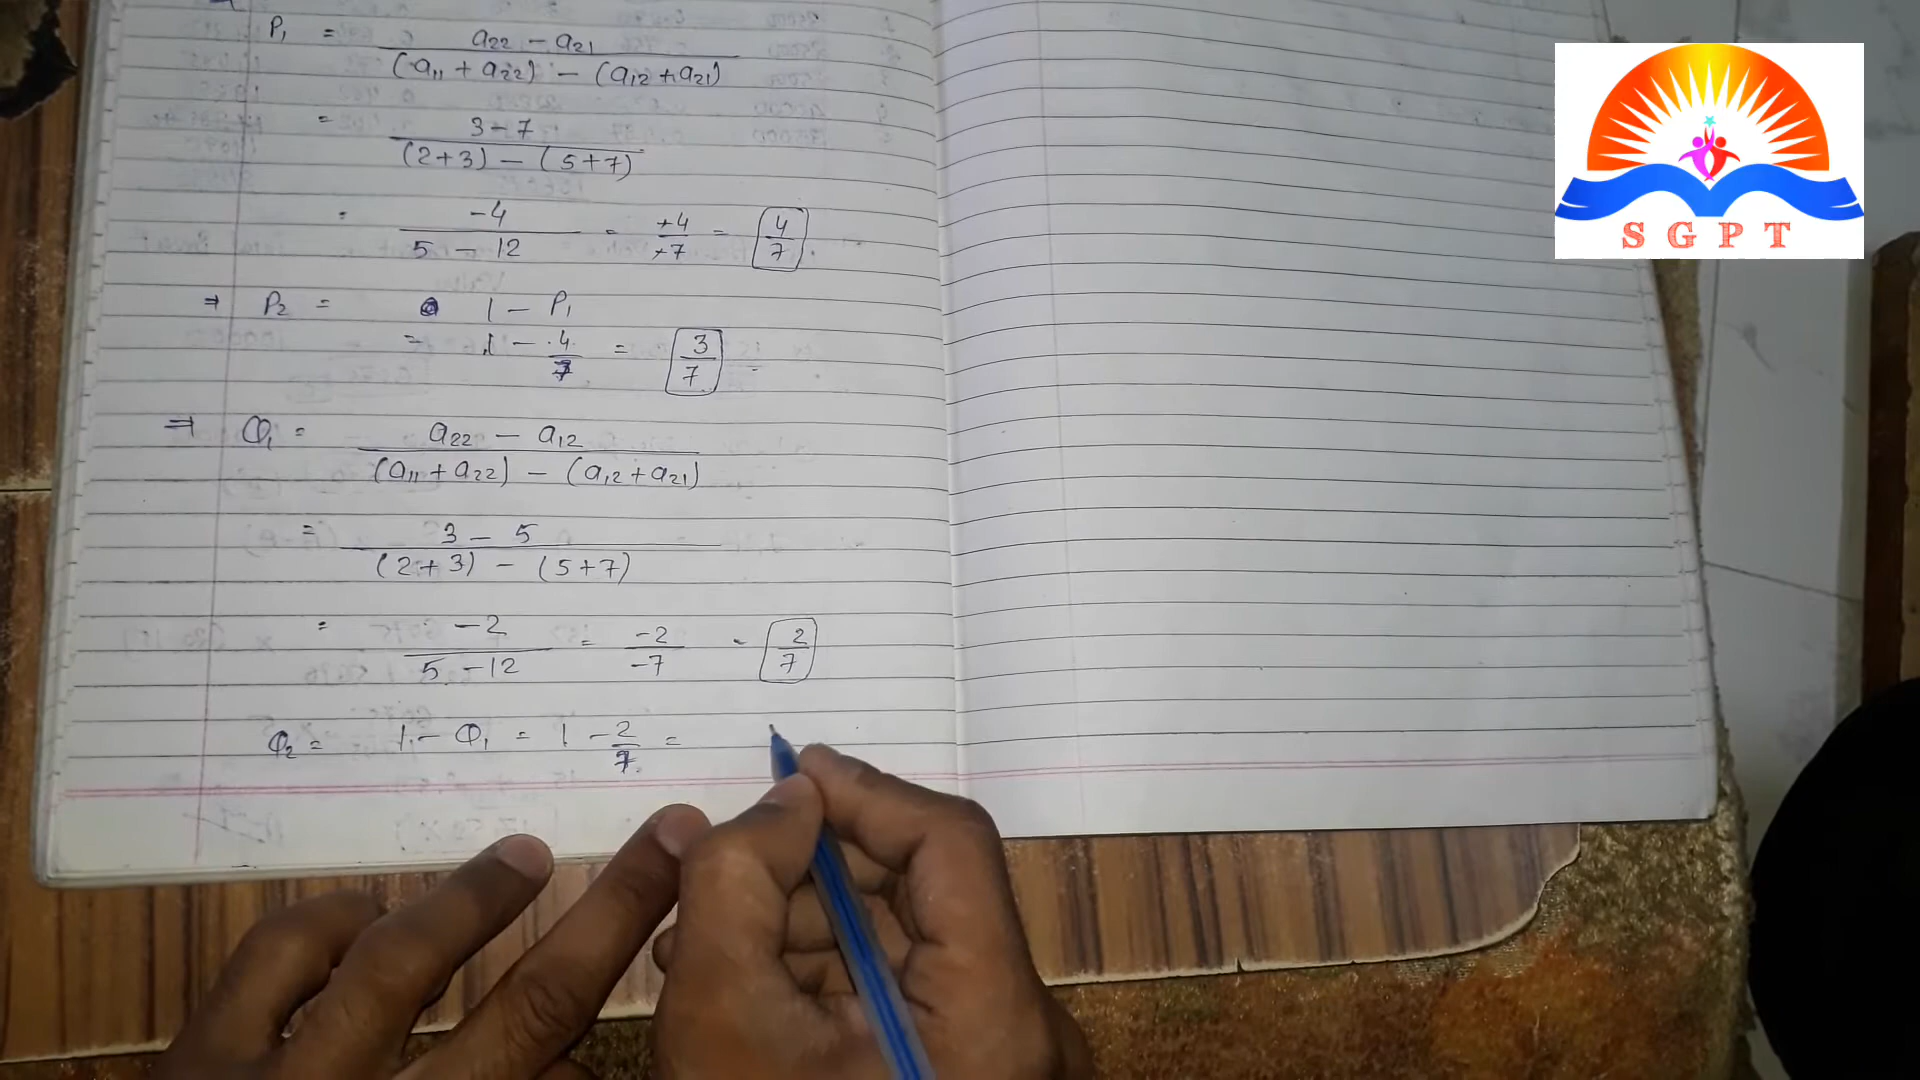 P₁ = a₂₂ - a₂₁ / (a₁₁ + a₂₂) - (a₁₂ + a₂₁)
= 3 - 7 / (2+3) - (5+7)
= -4 / 5 - 12 = +4 / +7 = 4/7.
⇒ P₂ = 1 - P₁
= 1 - 4/7 = 3/7
⇒ Q₁ = a₂₂ - a₁₂ / (a₁₁ + a₂₂) - (a₁₂ + a₂₁)
= 3 - 5 / (2+3) - (5+7)
= -2 / 5 - 12 = -2 / -7 = 2/7
Q₂ = 1 - Q₁ = 1 - 2/7 =
SGPT